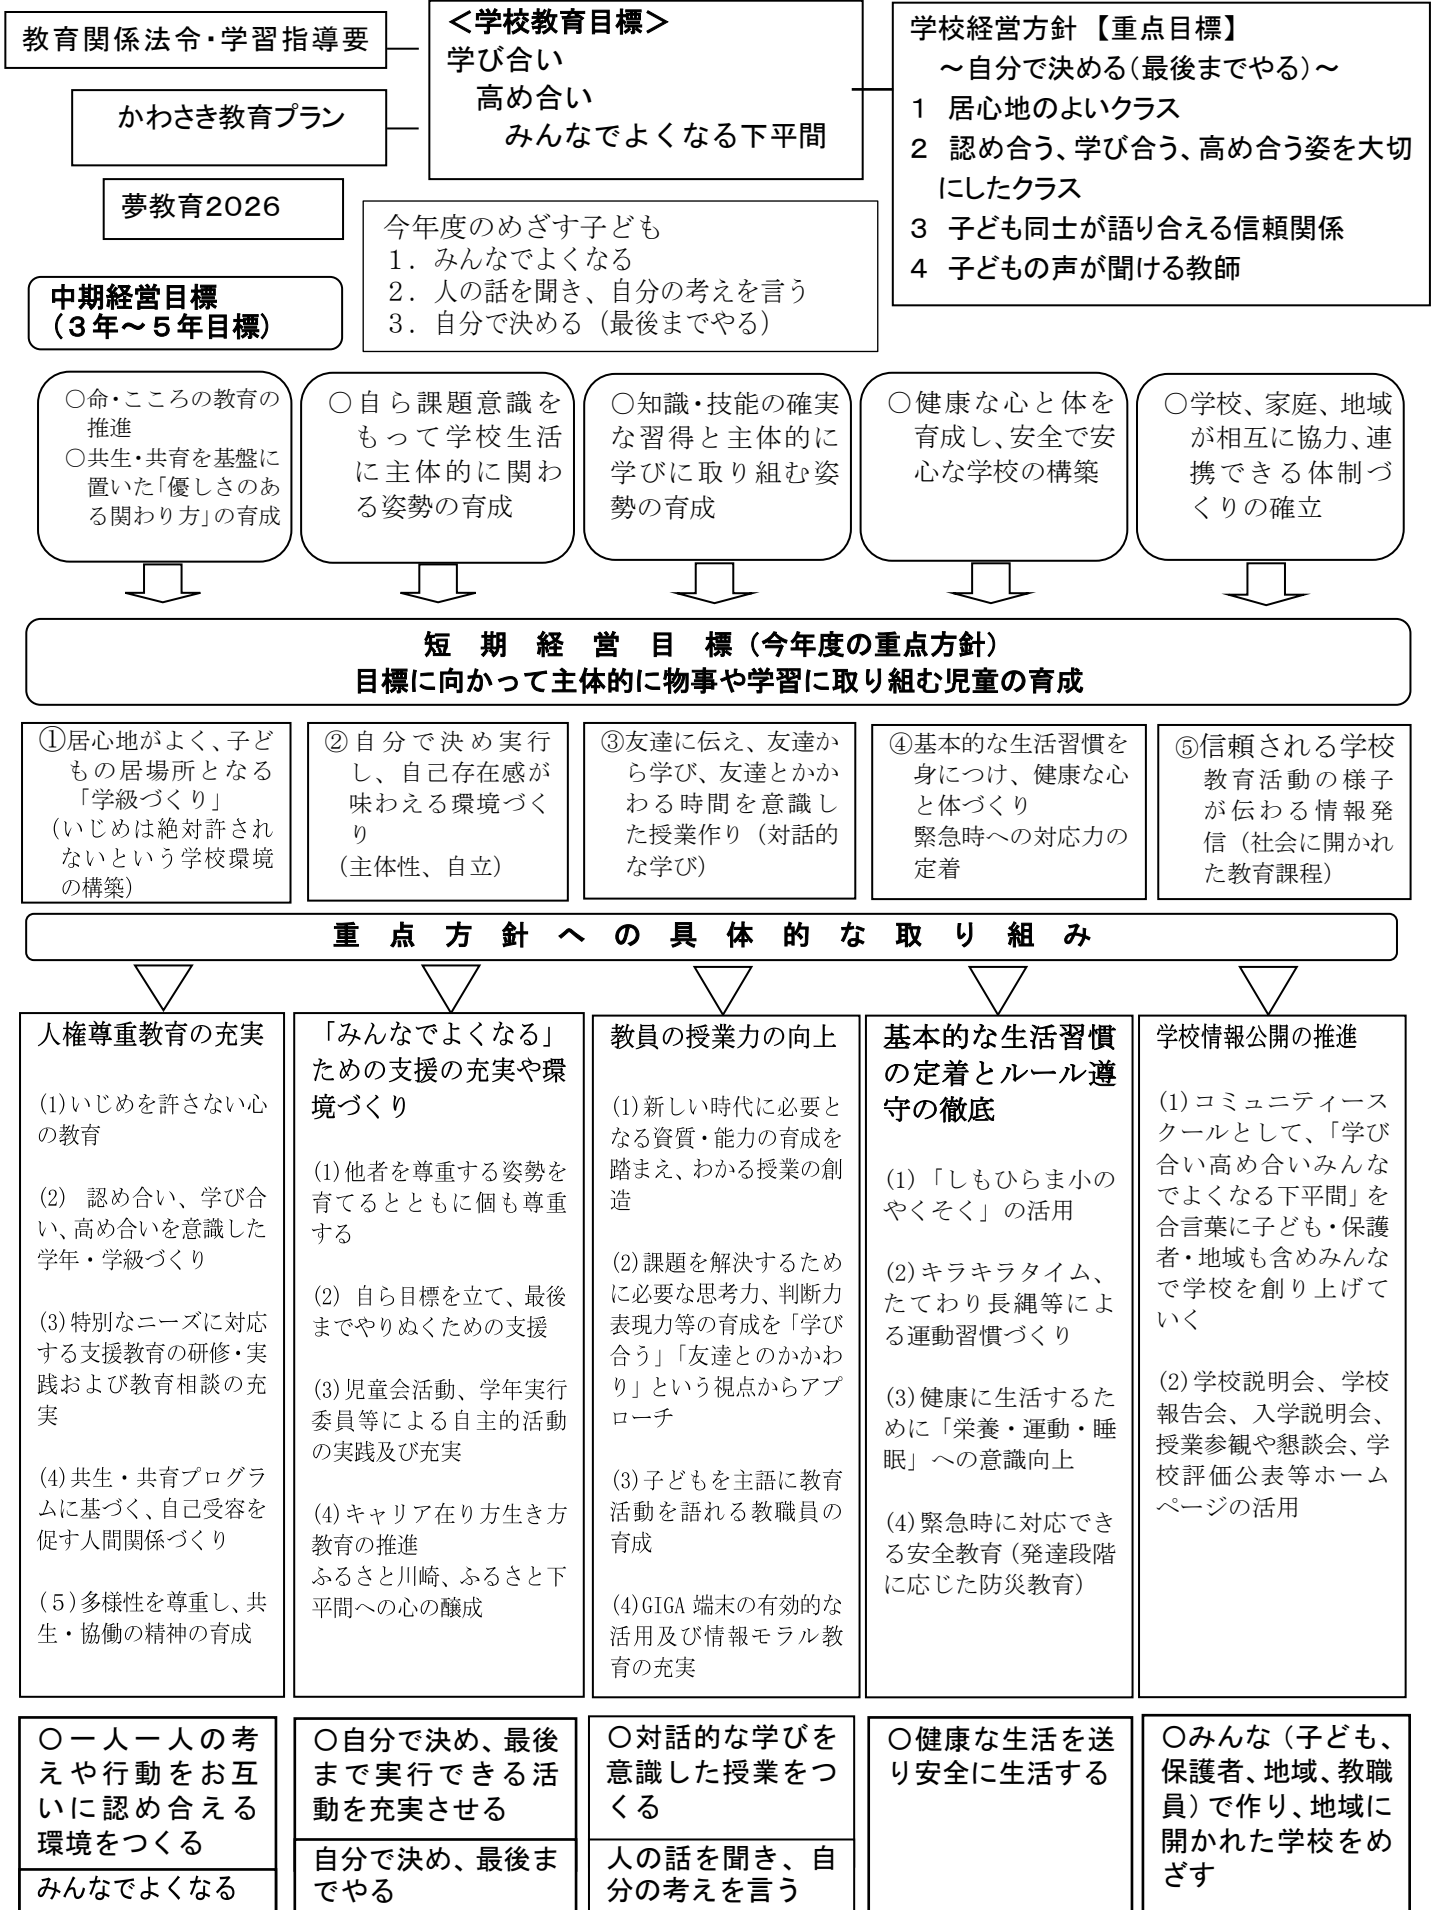 教育関係法令・学習指導要
かわさき教育プラン
夢教育2026
＜学校教育目標＞
学び合い
高め合い
みんなでよくなる下平間
学校経営方針 【重点目標】
～自分で決める（最後までやる）～
1 居心地のよいクラス
2 認め合う、学び合う、高め合う姿を大切
にしたクラス
3 子ども同士が語り合える信頼関係
4 子どもの声が聞ける教師
今年度のめざす子ども
1．みんなでよくなる
2．人の話を聞き、自分の考えを言う
3．自分で決める（最後までやる）
中期経営目標
（３年～５年目標）
○命・こころの教育の
推進
○共生・共育を基盤に
置いた「優しさのあ
る関わり方」の育成
○自ら課題意識を
もって学校生活
に主体的に関わ
る姿勢の育成
○知識・技能の確実
な習得と主体的に
学びに取り組む姿
勢の育成
○健康な心と体を
育成し、安全で安
心な学校の構築
○学校、家庭、地域
が相互に協力、連
携できる体制づ
くりの確立
短 期 経 営 目 標（今年度の重点方針）
目標に向かって主体的に物事や学習に取り組む児童の育成
①居心地がよく、子ど
もの居場所となる
「学級づくり」
（いじめは絶対許され
ないという学校環境
の構築）
②自分で決め実行
し、自己存在感が
味わえる環境づく
り
（主体性、自立）
③友達に伝え、友達か
ら学び、友達とかか
わる時間を意識し
た授業作り（対話的
な学び）
④基本的な生活習慣を
身につけ、健康な心
と体づくり
緊急時への対応力の
定着
⑤信頼される学校
教育活動の様子
が伝わる情報発
信（社会に開かれ
た教育課程）
重 点 方 針 へ の 具 体 的 な 取 り 組 み
人権尊重教育の充実
(1)いじめを許さない心
の教育
(2) 認め合い、学び合
い、高め合いを意識した
学年・学級づくり
(3)特別なニーズに対応
する支援教育の研修・実
践および教育相談の充
実
(4)共生・共育プログラ
ムに基づく、自己受容を
促す人間関係づくり
(５)多様性を尊重し、共
生・協働の精神の育成
「みんなでよくなる」
ための支援の充実や環
境づくり
(1)他者を尊重する姿勢を
育てるとともに個も尊重
する
(2) 自ら目標を立て、最後
までやりぬくための支援
(3)児童会活動、学年実行
委員等による自主的活動
の実践及び充実
(4)キャリア在り方生き方
教育の推進
ふるさと川崎、ふるさと下
平間への心の醸成
教員の授業力の向上
(1)新しい時代に必要と
なる資質・能力の育成を
踏まえ、わかる授業の創
造
(2)課題を解決するため
に必要な思考力、判断力
表現力等の育成を「学び
合う」「友達とのかかわ
り」という視点からアプ
ローチ
(3)子どもを主語に教育
活動を語れる教職員の
育成
(4)GIGA 端末の有効的な
活用及び情報モラル教
育の充実
基本的な生活習慣
の定着とルール遵
守の徹底
(1)「しもひらま小の
やくそく」の活用
(2)キラキラタイム、
たてわり長縄等によ
る運動習慣づくり
(3)健康に生活するた
めに「栄養・運動・睡
眠」への意識向上
(4)緊急時に対応でき
る安全教育（発達段階
に応じた防災教育）
学校情報公開の推進
(1)コミュニティース
クールとして、「学び
合い高め合いみんな
でよくなる下平間」を
合言葉に子ども・保護
者・地域も含めみんな
で学校を創り上げて
いく
(2)学校説明会、学校
報告会、入学説明会、
授業参観や懇談会、学
校評価公表等ホーム
ページの活用
○一人一人の考
えや行動をお互
いに認め合える
環境をつくる
みんなでよくなる
○自分で決め、最後
まで実行できる活
動を充実させる
自分で決め、最後ま
でやる
○対話的な学びを
意識した授業をつ
くる
人の話を聞き、自
分の考えを言う
○健康な生活を送
り安全に生活する
○みんな（子ども、
保護者、地域、教職
員）で作り、地域に
開かれた学校をめ
ざす